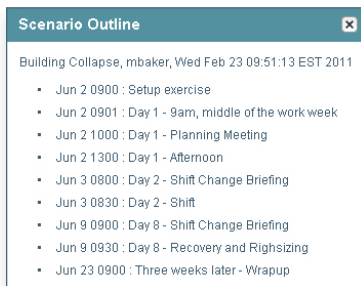 Scenario Outline
Building Collapse, mbaker, Wed Feb 23 09:51:13 EST 2011
Jun 2 0900 : Setup exercise
Jun 2 0901 : Day 1 - 9am, middle of the work week
Jun 2 1000 : Day 1 - Planning Meeting
Jun 2 1300 : Day 1 - Afternoon
Jun 3 0800 : Day 2 - Shift Change Briefing
Jun 3 0830 : Day 2 - Shift
Jun 9 0900 : Day 8 - Shift Change Briefing
Jun 9 0930 : Day 8 - Recovery and Righsizing
Jun 23 0900 : Three weeks later - Wrapup